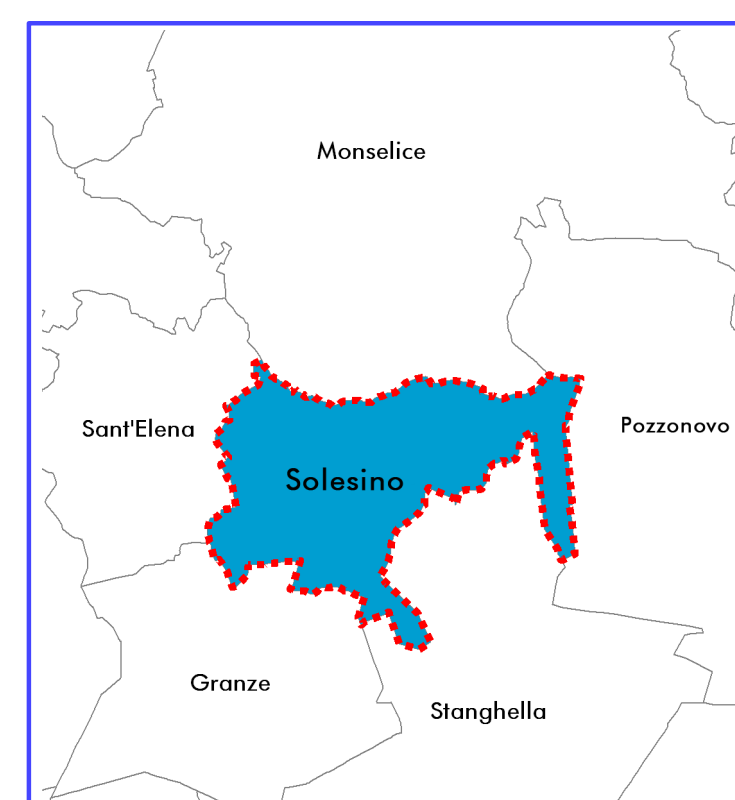 Monselice
Sant'Elena
Pozzonovo
Solesino
Granze
Stanghella